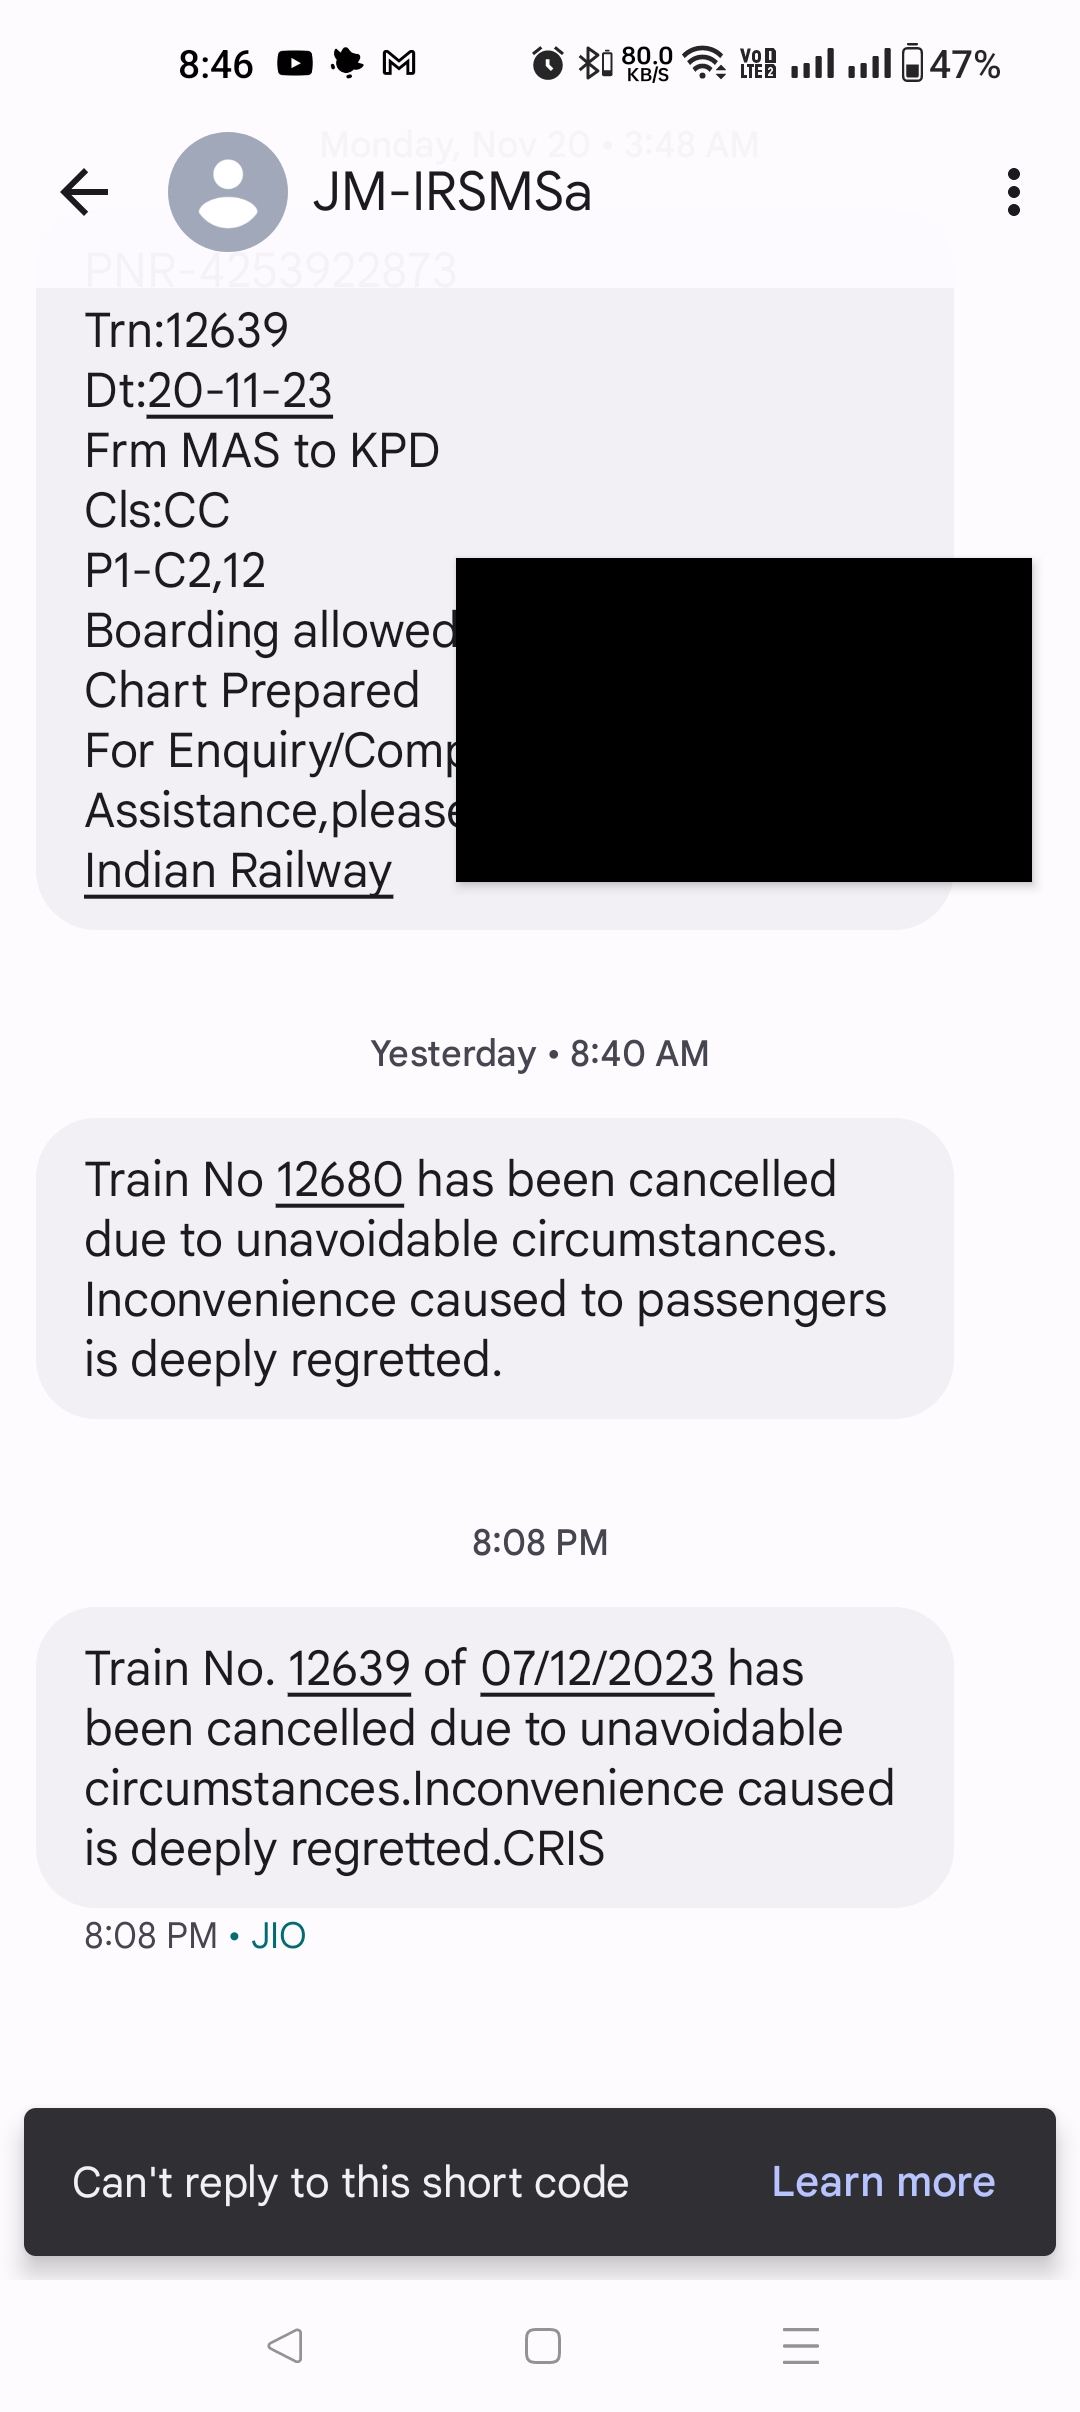 8:46 80.0 KB/S VoD LTE2 47%
Monday, Nov 20 • 3:48 AM
JM-IRSMSa
PNR-4253922873
Trn:12639
Dt:20-11-23
Frm MAS to KPD
Cls:CC
P1-C2,12
Boarding allowed
Chart Prepared
For Enquiry/Comp
Assistance,please
Indian Railway
Yesterday • 8:40 AM
Train No 12680 has been cancelled
due to unavoidable circumstances.
Inconvenience caused to passengers
is deeply regretted.
8:08 PM
Train No. 12639 of 07/12/2023 has
been cancelled due to unavoidable
circumstances.Inconvenience caused
is deeply regretted.CRIS
8:08 PM • JIO
Can't reply to this short code Learn more